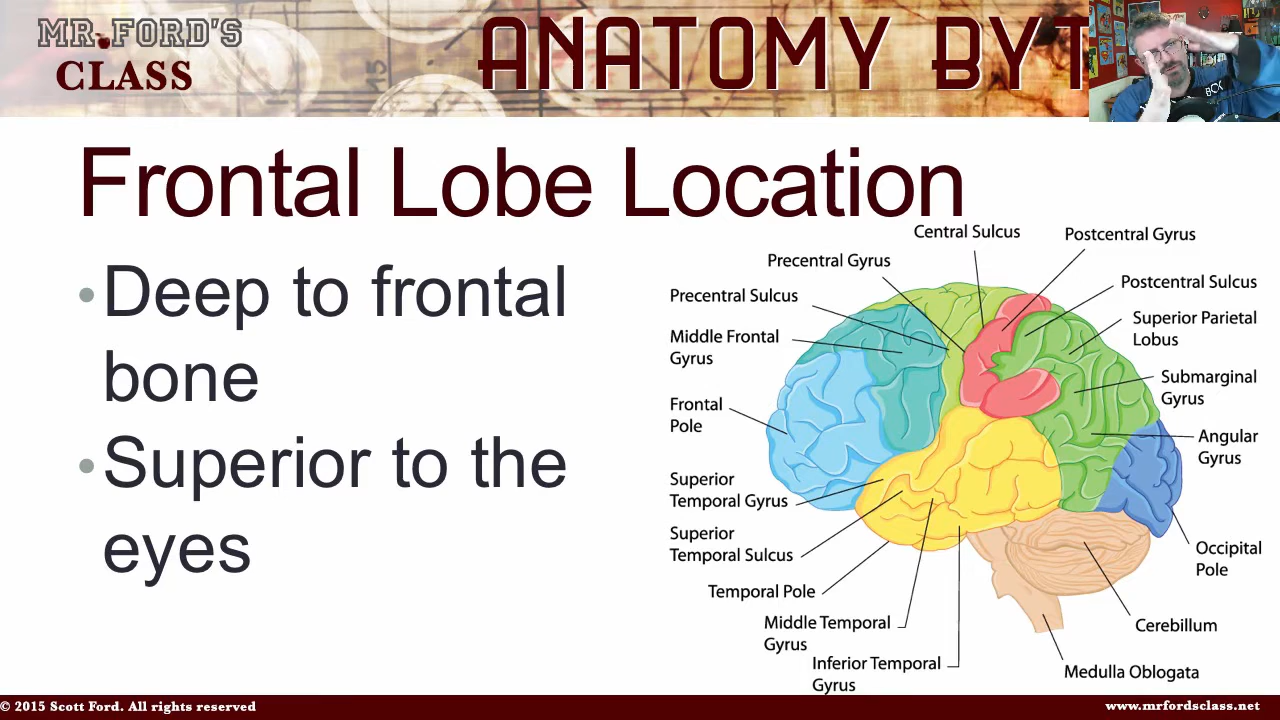 MR. FORD'S
CLASS
ANATOMY BYT
BOX
Frontal Lobe Location
•Deep to frontal
bone
•Superior to the
eyes
Central Sulcus
Postcentral Gyrus
Precentral Gyrus
Postcentral Sulcus
Precentral Sulcus
Superior Parietal
Lobus
Middle Frontal
Gyrus
Submarginal
Gyrus
Frontal
Pole
Angular
Gyrus
Superior
Temporal Gyrus
Superior
Temporal Sulcus
Occipital
Pole
Temporal Pole
Middle Temporal
Gyrus
Cerebillum
Inferior Temporal
Gyrus
Medulla Oblogata
© 2015 Scott Ford. All rights reserved
www.mrfordsclass.net